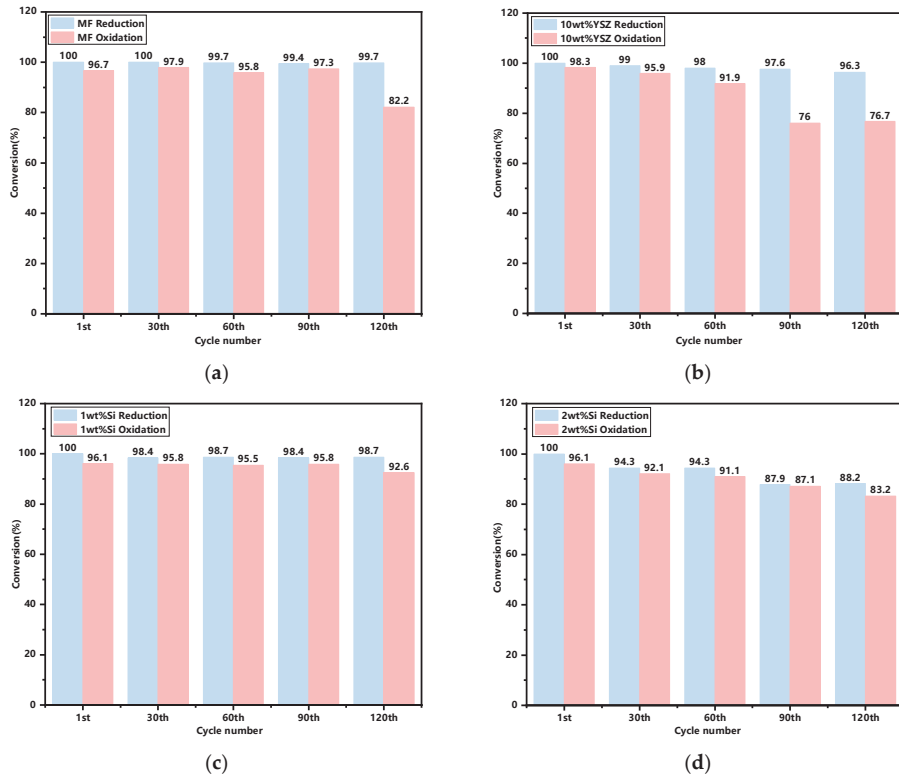 MF Reduction
MF Oxidation
120
100
80
60
40
20
0
Conversion(%)
100
96.7
100
97.9
99.7
95.8
99.4
97.3
99.7
82.2
1st
30th
60th
90th
120th
Cycle number
(a)
10wt%YSZ Reduction
10wt%YSZ Oxidation
120
100
80
60
40
20
0
Conversion(%)
100
98.3
99
95.9
98
91.9
97.6
76
96.3
76.7
1st
30th
60th
90th
120th
Cycle number
(b)
1wt%Si Reduction
1wt%Si Oxidation
120
100
80
60
40
20
0
Conversion(%)
100
96.1
98.4
95.8
98.7
95.5
98.4
95.8
98.7
92.6
1st
30th
60th
90th
120th
Cycle number
(c)
2wt%Si Reduction
2wt%Si Oxidation
120
100
80
60
40
20
0
Conversion(%)
100
96.1
94.3
92.1
94.3
91.1
87.9
87.1
88.2
83.2
1st
30th
60th
90th
120th
Cycle number
(d)